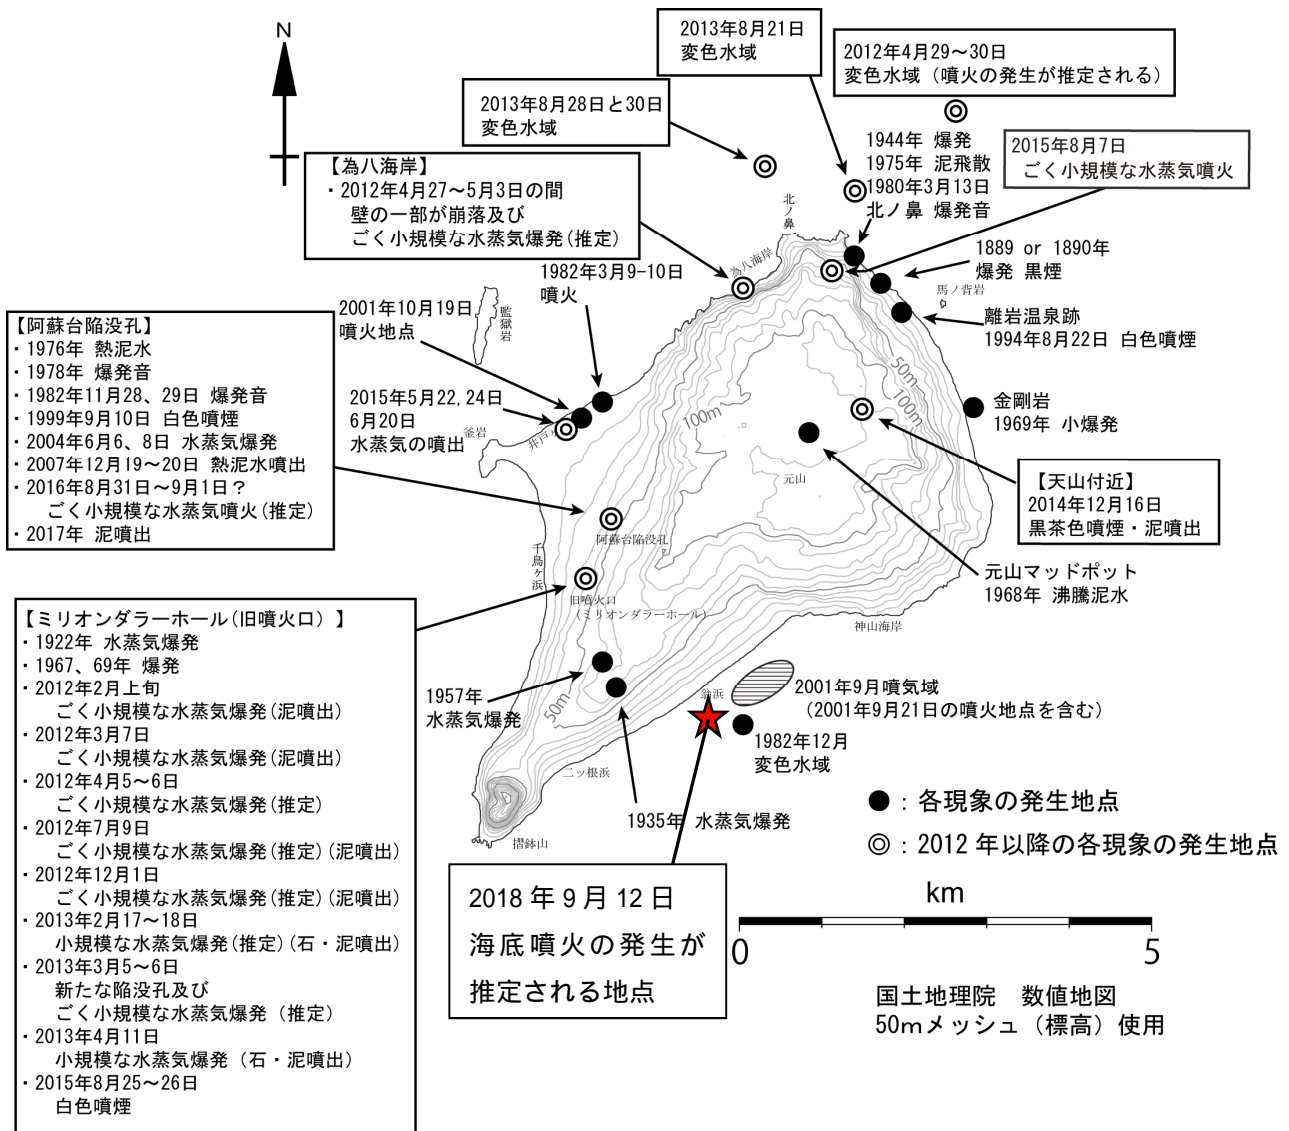 N
2013年8月21日
変色水域
2012年4月29～30日
変色水域（噴火の発生が推定される）
2013年8月28日と30日
変色水域
1944年 爆発
1975年 泥飛散
1980年3月13日
北ノ鼻 爆発音
2015年8月7日
ごく小規模な水蒸気噴火
【為八海岸】
・2012年4月27～5月3日の間
壁の一部が崩落及び
ごく小規模な水蒸気爆発(推定)
北ノ鼻
為八海岸
1889 or 1890年
爆発 黒煙
馬ノ背岩
離岩温泉跡
1994年8月22日 白色噴煙
1982年3月9-10日
噴火
2001年10月19日
噴火地点
監獄岩
2015年5月22,24日
6月20日
水蒸気の噴出
釜岩
井戸ヶ
【阿蘇台陥没孔】
・1976年 熱泥水
・1978年 爆発音
・1982年11月28、29日 爆発音
・1999年9月10日 白色噴煙
・2004年6月6、8日 水蒸気爆発
・2007年12月19～20日 熱泥水噴出
・2016年8月31日～9月1日？
ごく小規模な水蒸気噴火(推定)
・2017年 泥噴出
50m
100m
100m
金剛岩
1969年 小爆発
【天山付近】
2014年12月16日
黒茶色噴煙・泥噴出
元山
元山マッドポット
1968年 沸騰泥水
阿蘇台陥没孔
千鳥ヶ浜
旧噴火口
（ミリオンダラーホール）
神山海岸
【ミリオンダラーホール(旧噴火口) 】
・1922年 水蒸気爆発
・1967、69年 爆発
・2012年2月上旬
ごく小規模な水蒸気爆発(泥噴出)
・2012年3月7日
ごく小規模な水蒸気爆発(泥噴出)
・2012年4月5～6日
ごく小規模な水蒸気爆発(推定)
・2012年7月9日
ごく小規模な水蒸気爆発(推定)(泥噴出)
・2012年12月1日
ごく小規模な水蒸気爆発(推定)(泥噴出)
・2013年2月17～18日
小規模な水蒸気爆発(推定)(石・泥噴出)
・2013年3月5～6日
新たな陥没孔及び
ごく小規模な水蒸気爆発（推定）
・2013年4月11日
小規模な水蒸気爆発（石・泥噴出）
・2015年8月25～26日
白色噴煙
1957年
水蒸気爆発
50m
翁浜
2001年9月噴気域
（2001年9月21日の噴火地点を含む）
1982年12月
変色水域
二ッ根浜
1935年 水蒸気爆発
摺鉢山
●：各現象の発生地点
◎：2012年以降の各現象の発生地点
2018年9月12日
海底噴火の発生が
推定される地点
km
0 5
国土地理院　数値地図
50mメッシュ（標高）使用